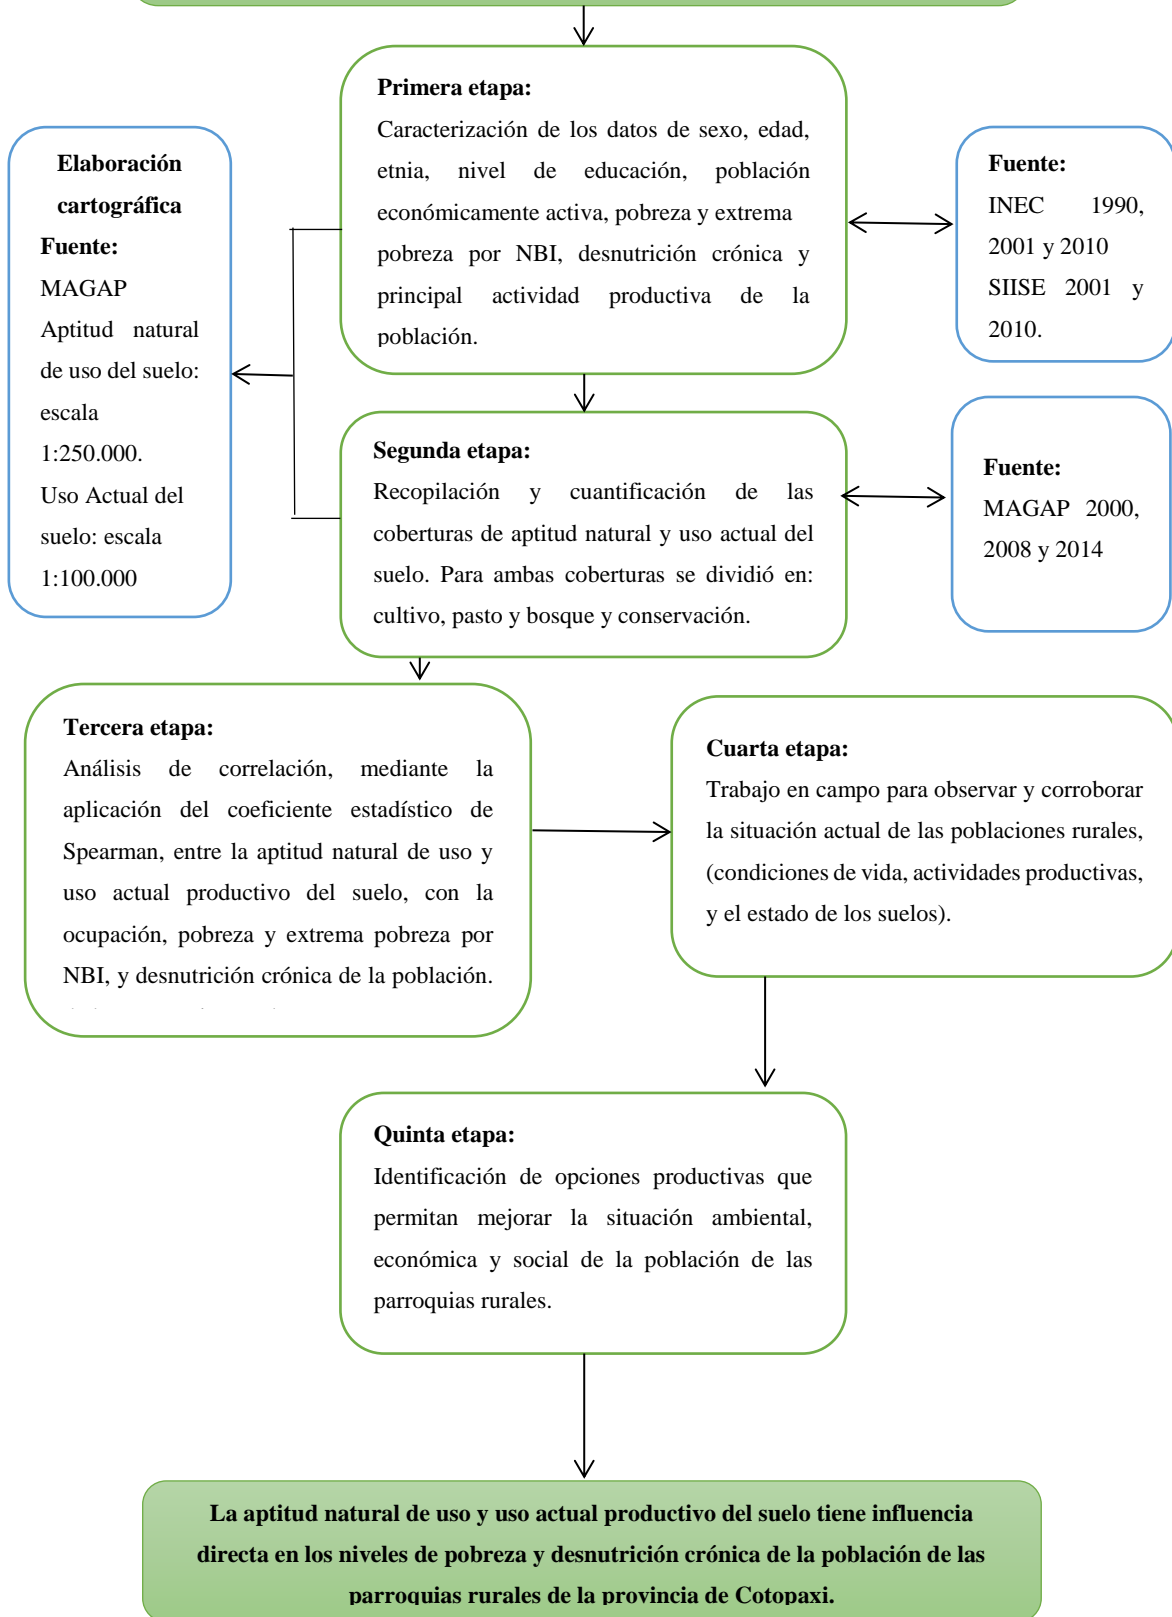 Primera etapa:
Caracterización de los datos de sexo, edad,
etnia, nivel de educación, población
económicamente activa, pobreza y extrema
pobreza por NBI, desnutrición crónica y
principal actividad productiva de la
población.
Elaboración
cartográfica
Fuente:
MAGAP
Aptitud natural
de uso del suelo:
escala
1:250.000.
Uso Actual del
suelo: escala
1:100.000
Fuente:
INEC 1990,
2001 y 2010
SIISE 2001 y
2010.
Segunda etapa:
Recopilación y cuantificación de las
coberturas de aptitud natural y uso actual del
suelo. Para ambas coberturas se dividió en:
cultivo, pasto y bosque y conservación.
Fuente:
MAGAP 2000,
2008 y 2014
Tercera etapa:
Análisis de correlación, mediante la
aplicación del coeficiente estadístico de
Spearman, entre la aptitud natural de uso y
uso actual productivo del suelo, con la
ocupación, pobreza y extrema pobreza por
NBI, y desnutrición crónica de la población.
Cuarta etapa:
Trabajo en campo para observar y corroborar
la situación actual de las poblaciones rurales,
(condiciones de vida, actividades productivas,
y el estado de los suelos).
Quinta etapa:
Identificación de opciones productivas que
permitan mejorar la situación ambiental,
económica y social de la población de las
parroquias rurales.
La aptitud natural de uso y uso actual productivo del suelo tiene influencia
directa en los niveles de pobreza y desnutrición crónica de la población de las
parroquias rurales de la provincia de Cotopaxi.